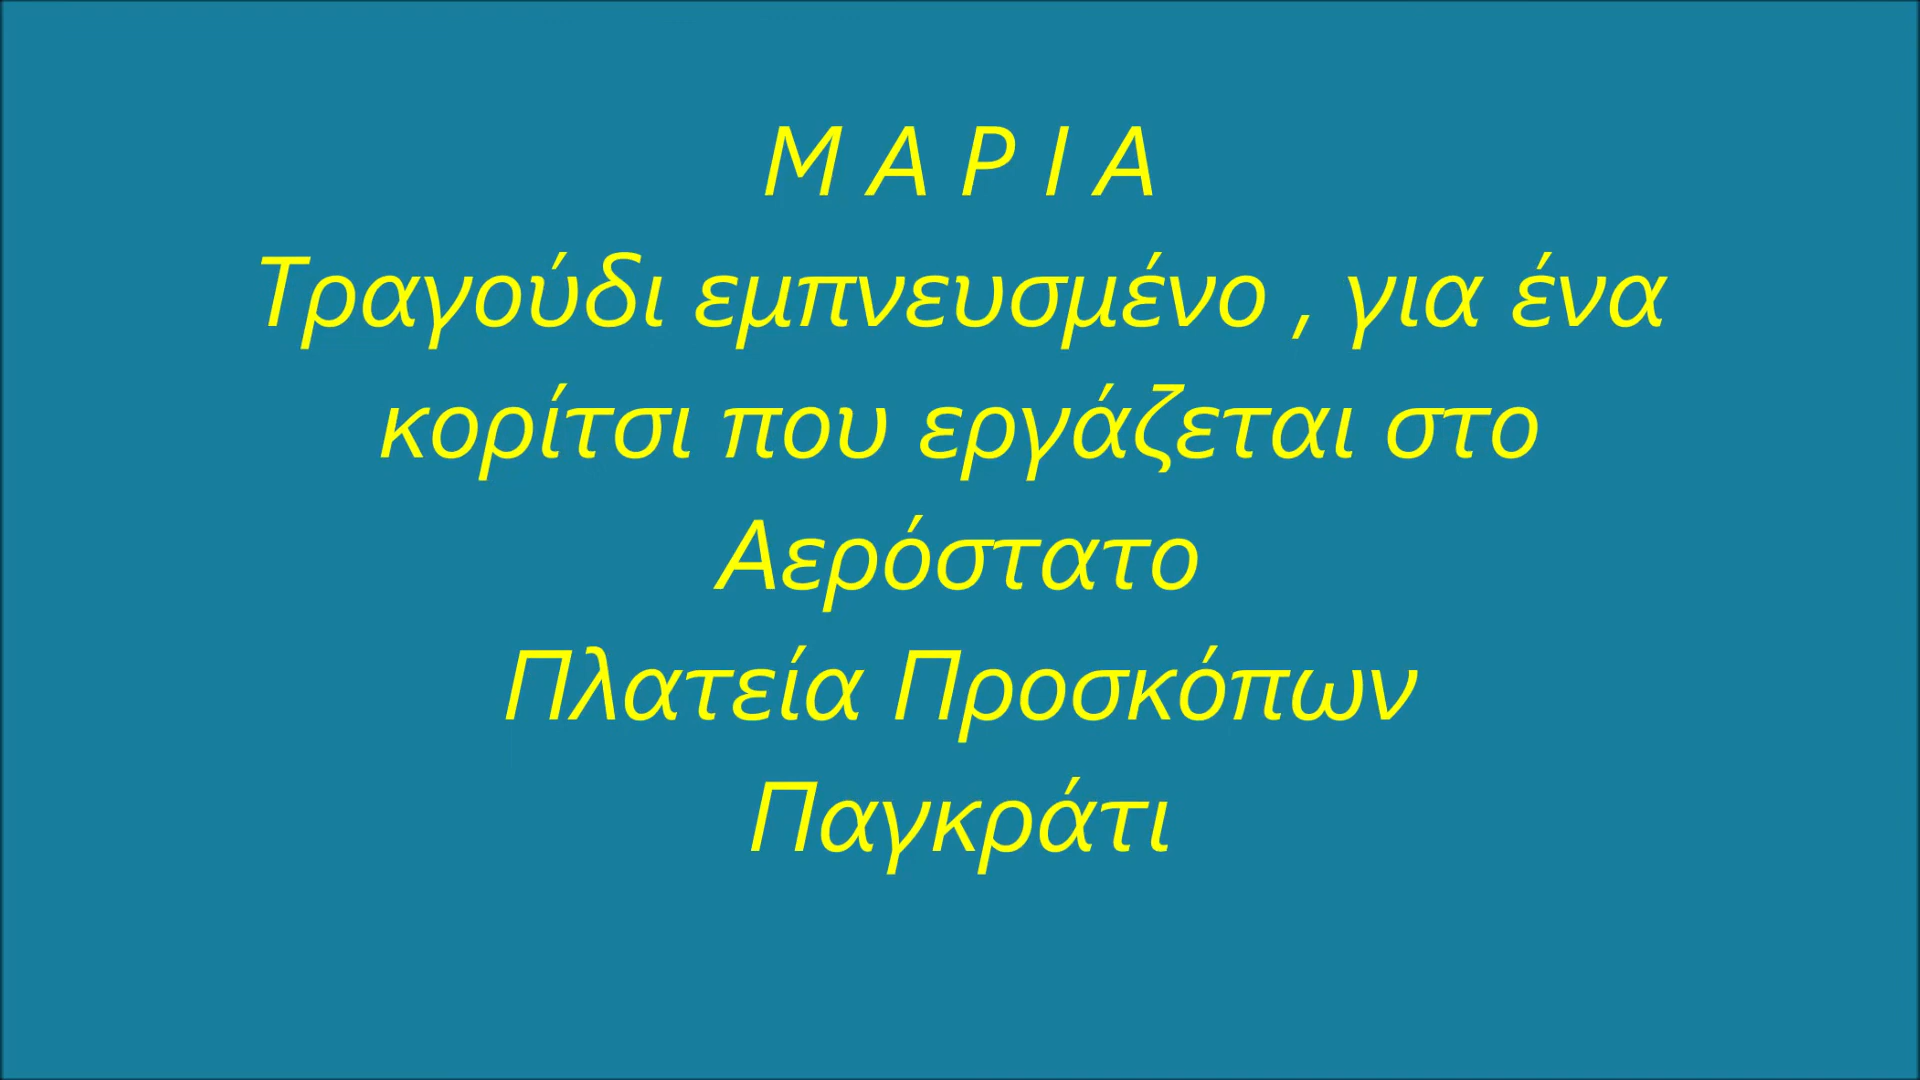 Μ Α Ρ Ι Α
Τραγούδι εμπνευσμένο , για ένα
κορίτσι που εργάζεται στο
Αερόστατο
Πλατεία Προσκόπων
Παγκράτι